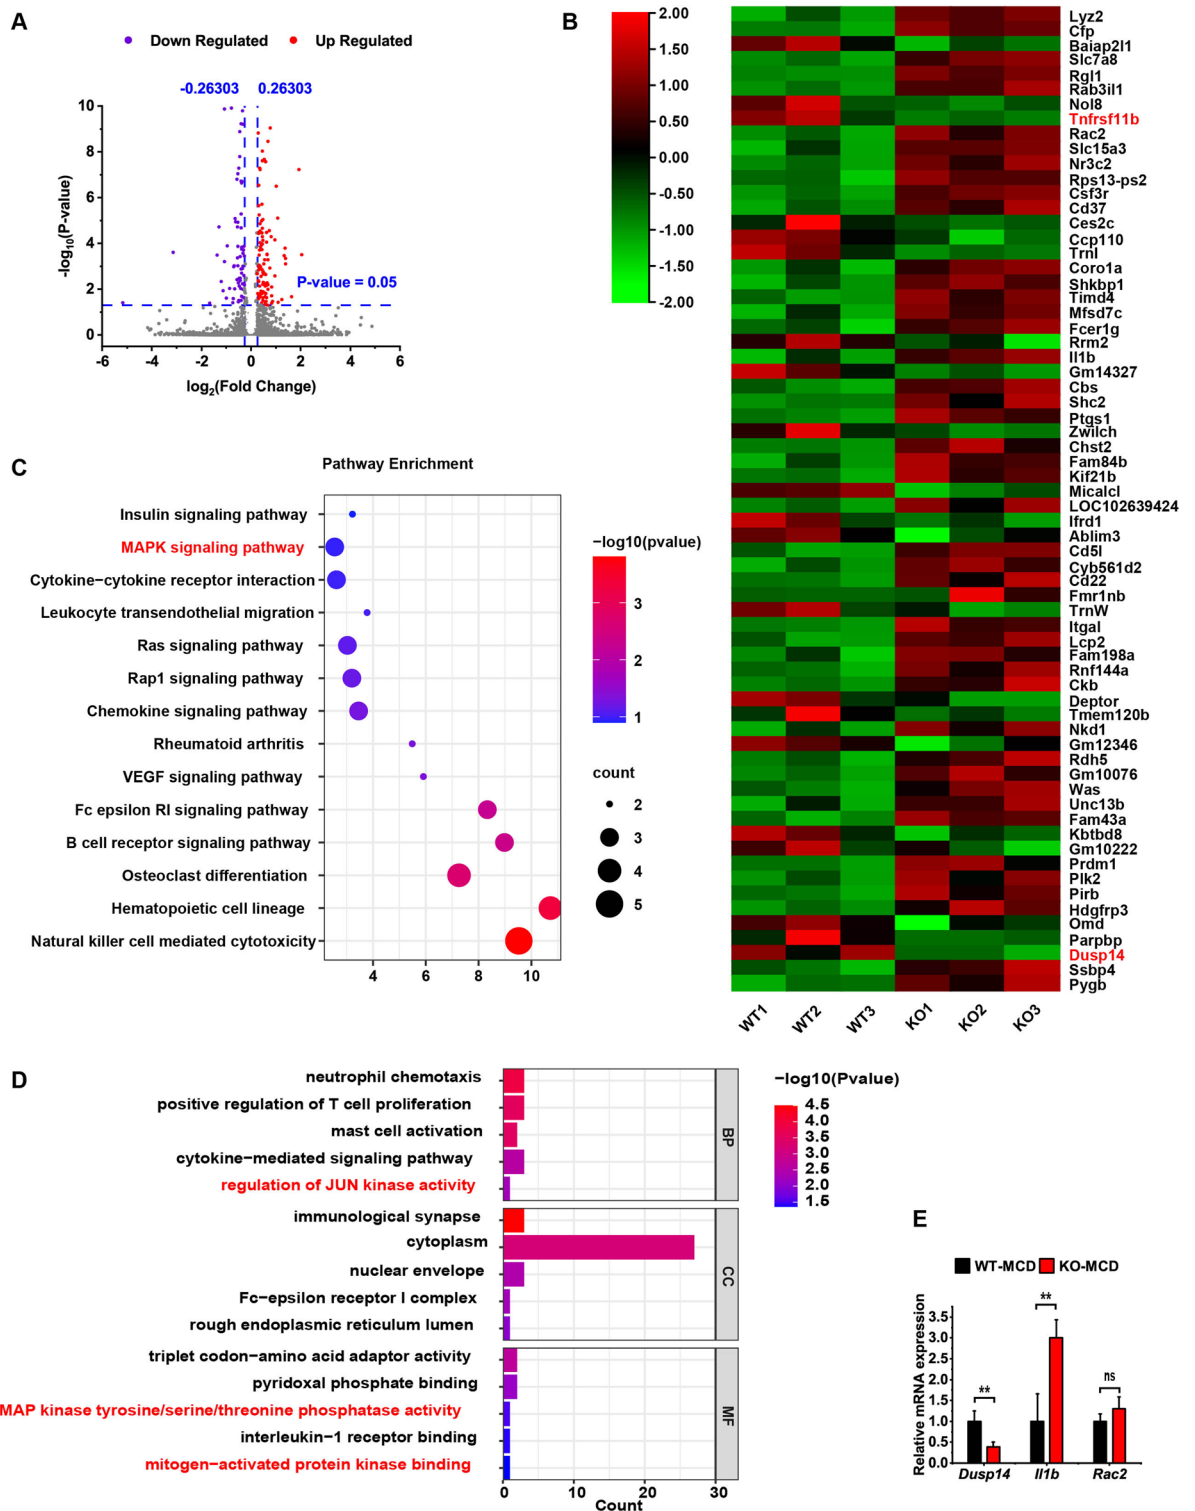 A
Down Regulated
Up Regulated
-0.26303
0.26303
10
8
6
4
2
0
-log10(P-value)
P-value = 0.05
-6
-4
-2
0
2
4
6
log2(Fold Change)
B
2.00
1.50
1.00
0.50
0.00
-0.50
-1.00
-1.50
-2.00
Lyz2
Cfp
Baiap2l1
Slc7a8
Rgl1
Rab3il1
Nol8
Tnfrsf11b
Rac2
Slc15a3
Nr3c2
Rps13-ps2
Csf3r
Cd37
Ces2c
Ccp110
Trnl
Coro1a
Shkbp1
Timd4
Mfsd7c
Fcer1g
Rrm2
Il1b
Gm14327
Cbs
Shc2
Ptgs1
Zwilch
Chst2
Fam84b
Kif21b
Micalcl
LOC102639424
Ifrd1
Ablim3
Cd5l
Cyb561d2
Cd22
Fmr1nb
TrnW
Itgal
Lcp2
Fam198a
Rnf144a
Ckb
Deptor
Tmem120b
Nkd1
Gm12346
Rdh5
Gm10076
Was
Unc13b
Fam43a
Kbtbd8
Gm10222
Prdm1
Plk2
Pirb
Hdgfrp3
Omd
Parpbp
Dusp14
Ssbp4
Pygb
WT1
WT2
WT3
KO1
KO2
KO3
C
Pathway Enrichment
Insulin signaling pathway
MAPK signaling pathway
Cytokine−cytokine receptor interaction
Leukocyte transendothelial migration
Ras signaling pathway
Rap1 signaling pathway
Chemokine signaling pathway
Rheumatoid arthritis
VEGF signaling pathway
Fc epsilon RI signaling pathway
B cell receptor signaling pathway
Osteoclast differentiation
Hematopoietic cell lineage
Natural killer cell mediated cytotoxicity
4
6
8
10
−log10(pvalue)
3
2
1
count
2
3
4
5
D
neutrophil chemotaxis
positive regulation of T cell proliferation
mast cell activation
cytokine−mediated signaling pathway
regulation of JUN kinase activity
BP
immunological synapse
cytoplasm
nuclear envelope
Fc−epsilon receptor I complex
rough endoplasmic reticulum lumen
CC
triplet codon−amino acid adaptor activity
pyridoxal phosphate binding
MAP kinase tyrosine/serine/threonine phosphatase activity
interleukin−1 receptor binding
mitogen−activated protein kinase binding
MF
0
10
20
30
Count
−log10(Pvalue)
4.5
4.0
3.5
3.0
2.5
2.0
1.5
E
WT-MCD
KO-MCD
Relative mRNA expression
3.5
3.0
2.5
2.0
1.5
1.0
0.5
0.0
**
**
ns
Dusp14
Il1b
Rac2